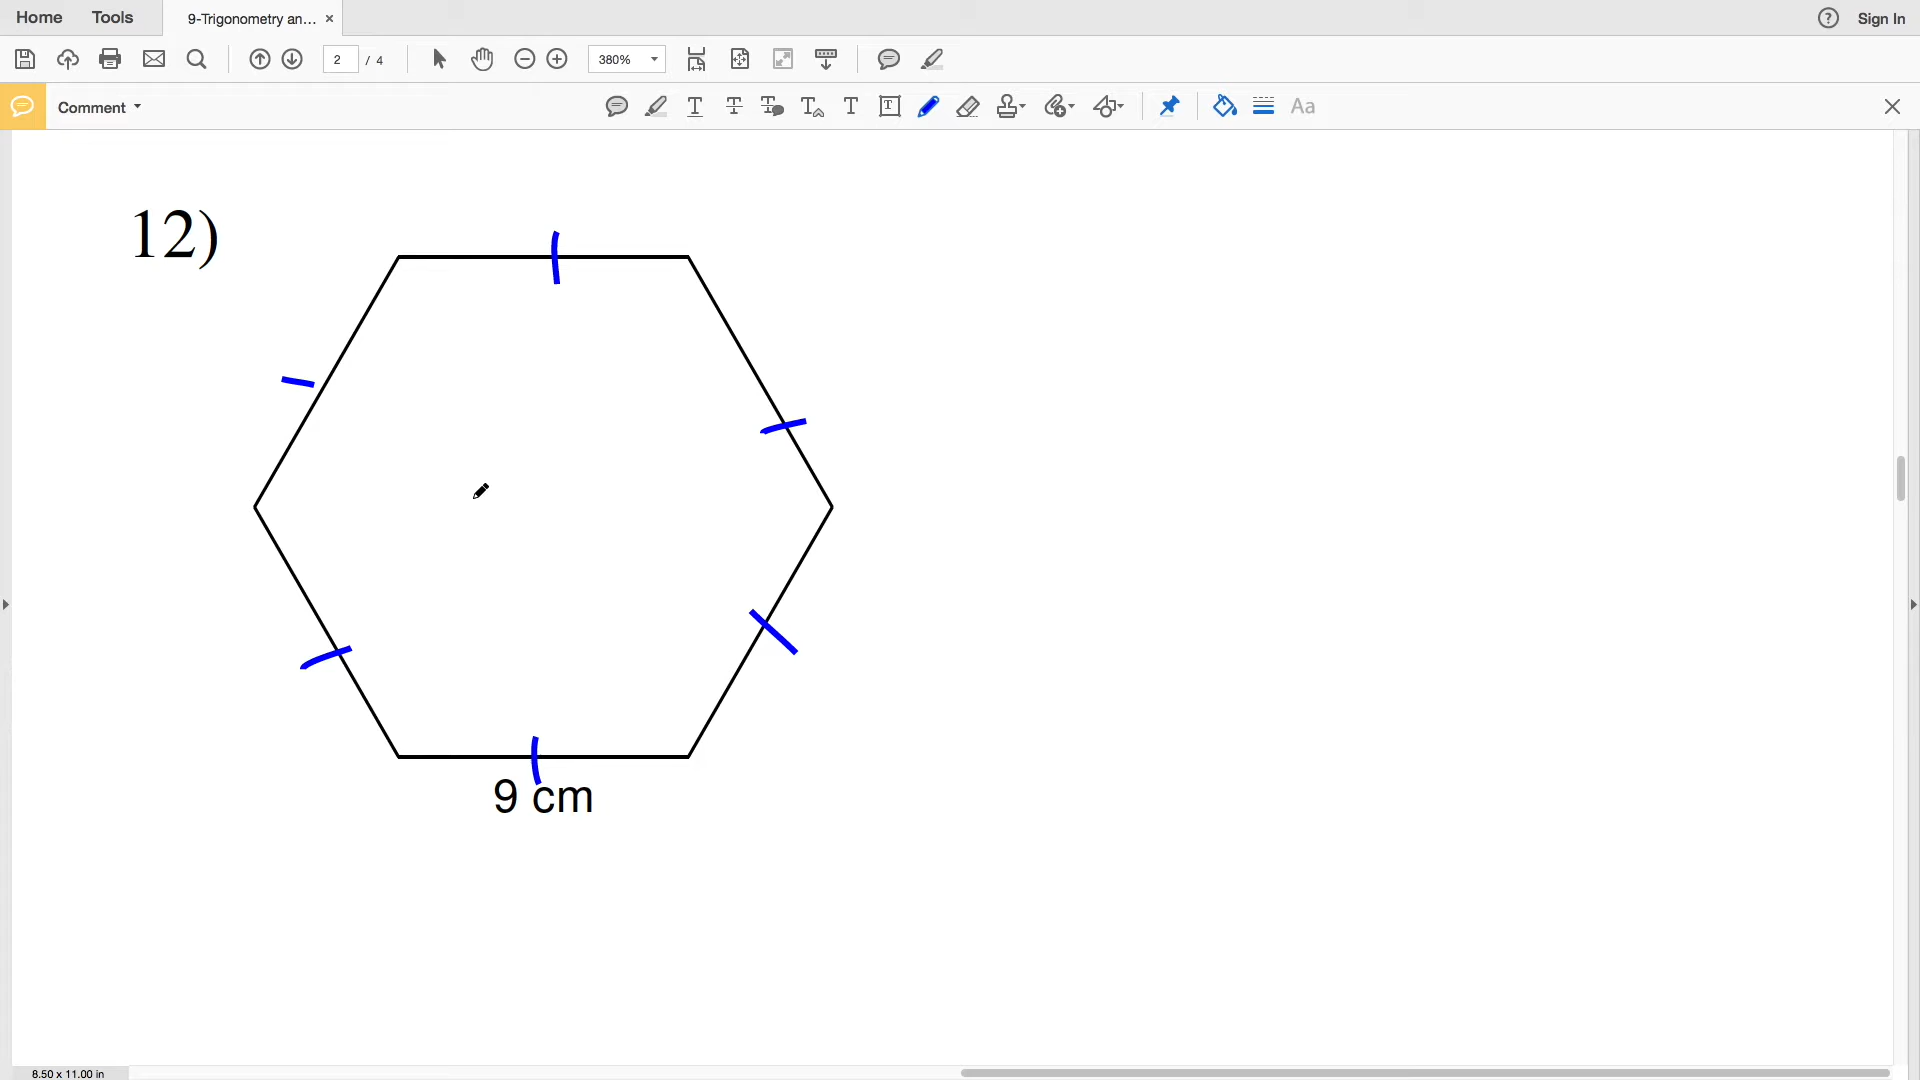 Home Tools 9-Trigonometry an... × ? Sign In
2 / 4 380%
Comment T T T T T T Aa
12)
9 cm
8.50 x 11.00 in